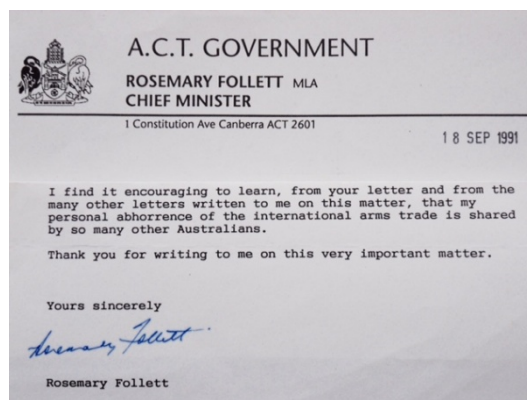 A.C.T. GOVERNMENT
ROSEMARY FOLLETT MLA
CHIEF MINISTER
1 Constitution Ave Canberra ACT 2601
18 SEP 1991
I find it encouraging to learn, from your letter and from the
many other letters written to me on this matter, that my
personal abhorrence of the international arms trade is shared
by so many other Australians.
Thank you for writing to me on this very important matter.
Yours sincerely
Rosemary Follett
Rosemary Follett